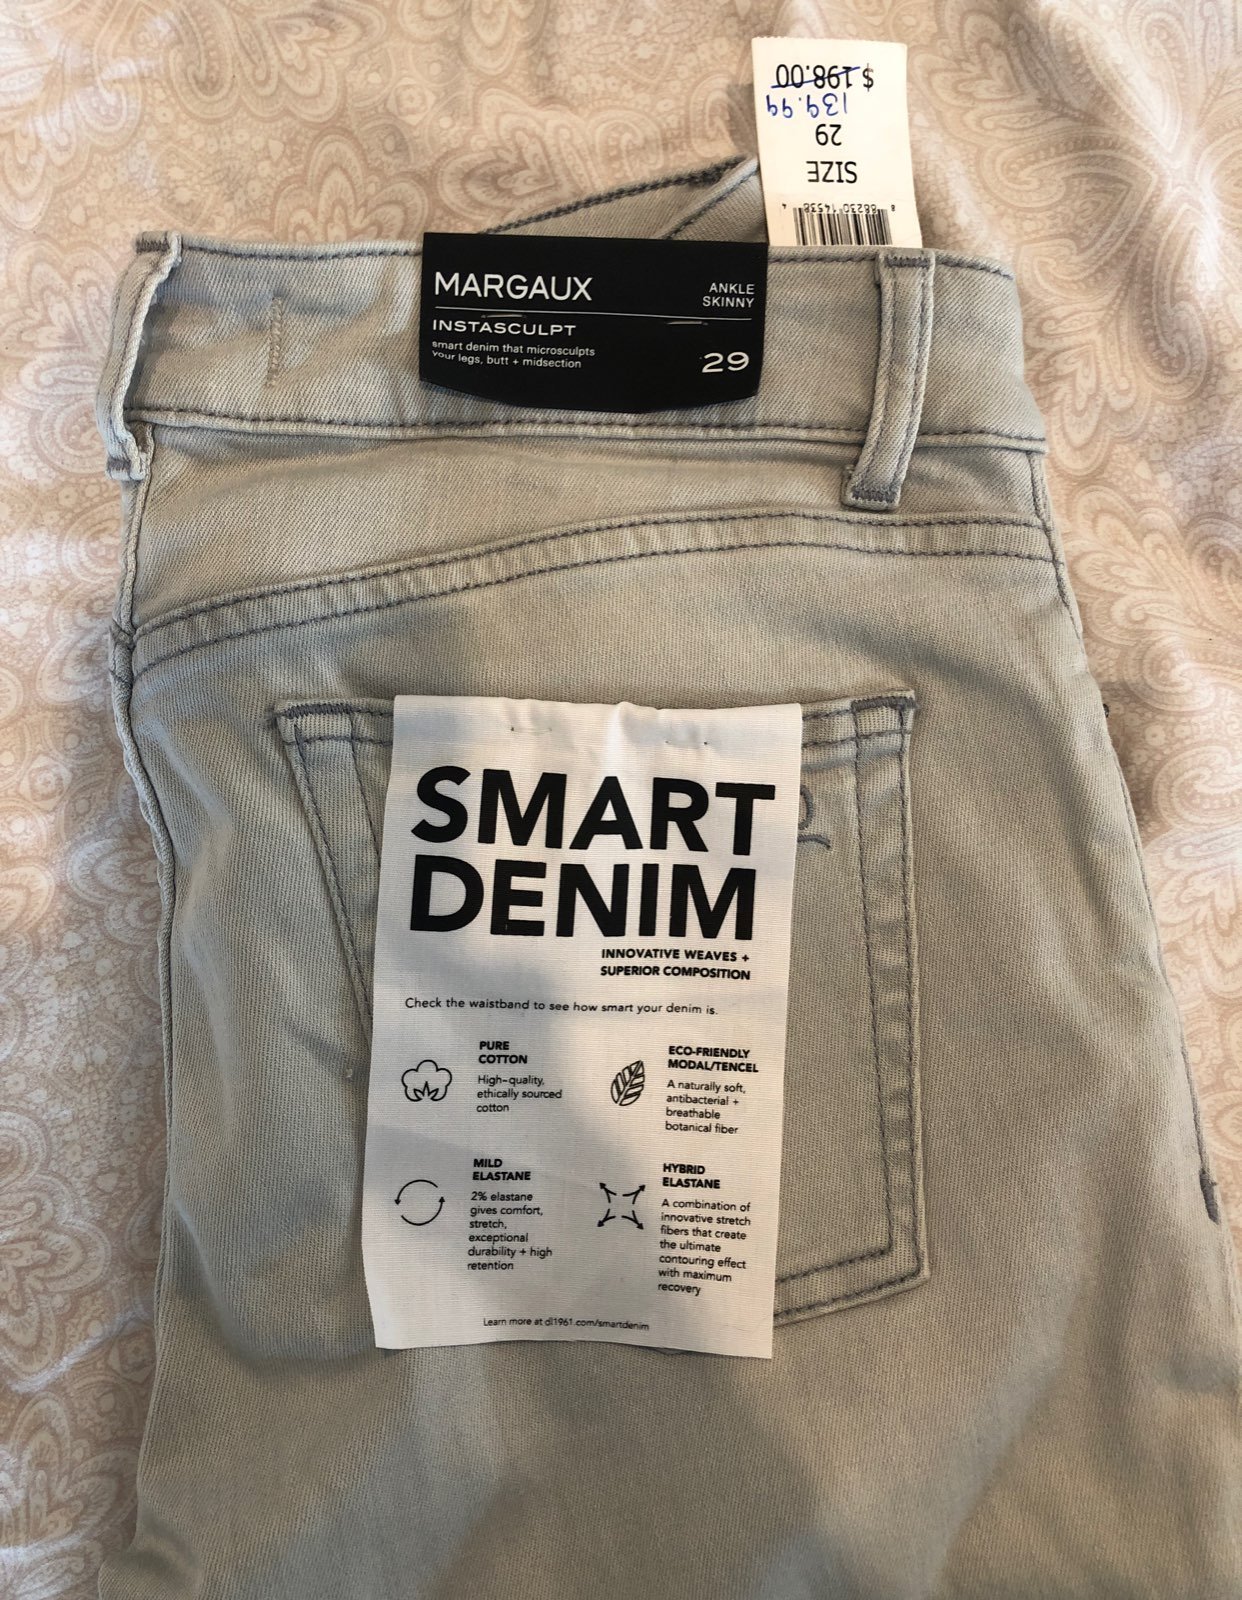 $ 198.00
139.99
29
SIZE
8 88230 14538 4
MARGAUX
ANKLE
SKINNY
INSTASCULPT
smart denim that microsculpts
your legs, butt + midsection
29
SMART
DENIM
INNOVATIVE WEAVES +
SUPERIOR COMPOSITION
Check the waistband to see how smart your denim is.
PURE
COTTON
High-quality,
ethically sourced
cotton
ECO-FRIENDLY
MODAL/TENCEL
A naturally soft,
antibacterial +
breathable
botanical fiber
MILD
ELASTANE
2% elastane
gives comfort,
stretch,
exceptional
durability + high
retention
HYBRID
ELASTANE
A combination of
innovative stretch
fibers that create
the ultimate
contouring effect
with maximum
recovery
Learn more at dl1961.com/smartdenim